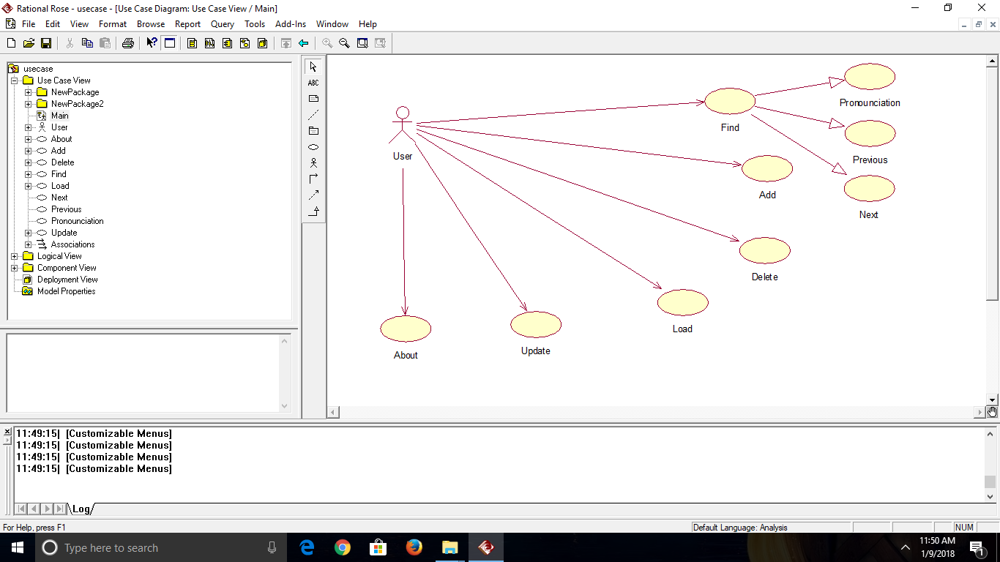 Rational Rose - usecase - [Use Case Diagram: Use Case View / Main]
File Edit View Format Browse Report Query Tools Add-Ins Window Help
usecase
Use Case View
NewPackage
NewPackage2
Main
User
About
Add
Delete
Find
Load
Next
Previous
Pronounciation
Update
Associations
Logical View
Component View
Deployment View
Model Properties
ABC
User
Find
Pronounciation
Previous
Next
Add
Delete
Load
Update
About
11:49:15| [Customizable Menus]
11:49:15| [Customizable Menus]
11:49:15| [Customizable Menus]
11:49:15| [Customizable Menus]
Log
For Help, press F1
Default Language: Analysis
NUM
Type here to search
11:50 AM
1/9/2018
1